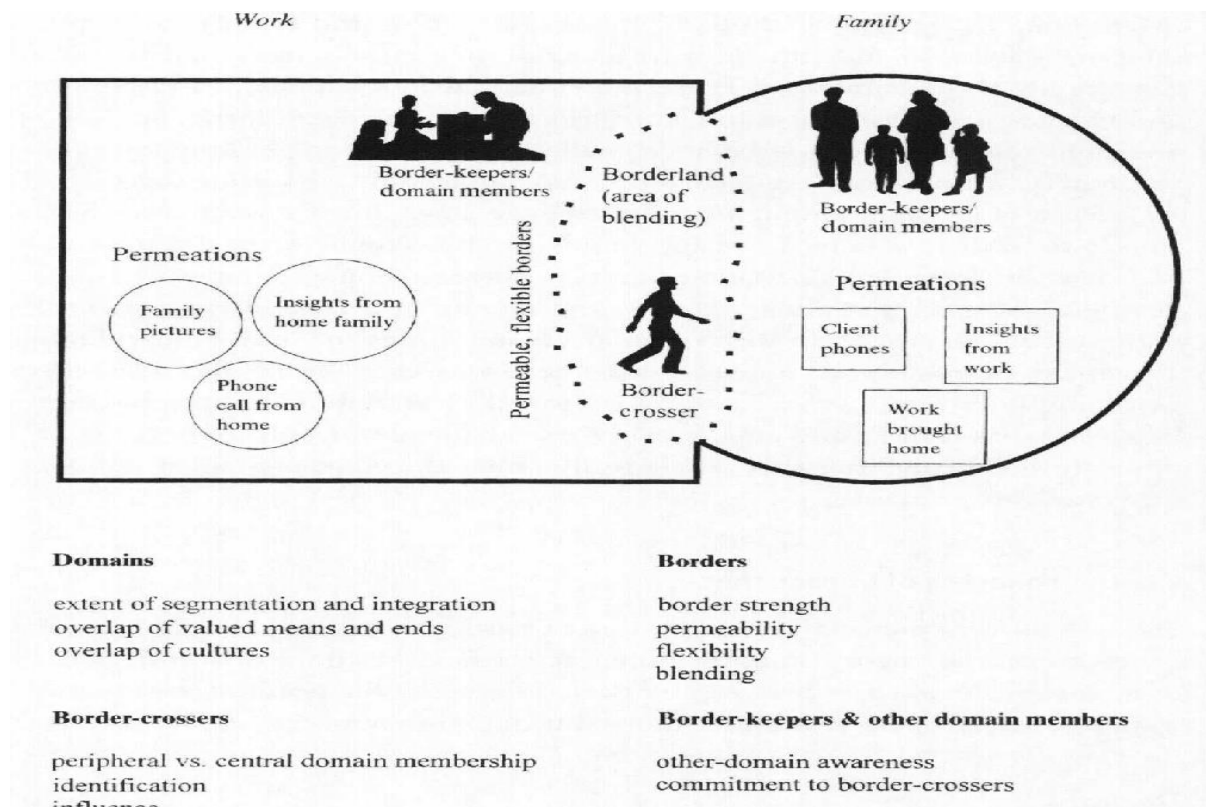 Work
Family
Border-keepers/
domain members
Borderland
(area of
blending)
Border-keepers/
domain members
Permeations
Family
pictures
Insights from
home family
Phone
call from
home
Permeable, flexible borders
Border-
crosser
Permeations
Client
phones
Insights
from
work
Work
brought
home
Domains
extent of segmentation and integration
overlap of valued means and ends
overlap of cultures
Borders
border strength
permeability
flexibility
blending
Border-crossers
peripheral vs. central domain membership
identification
influence
Border-keepers & other domain members
other-domain awareness
commitment to border-crossers